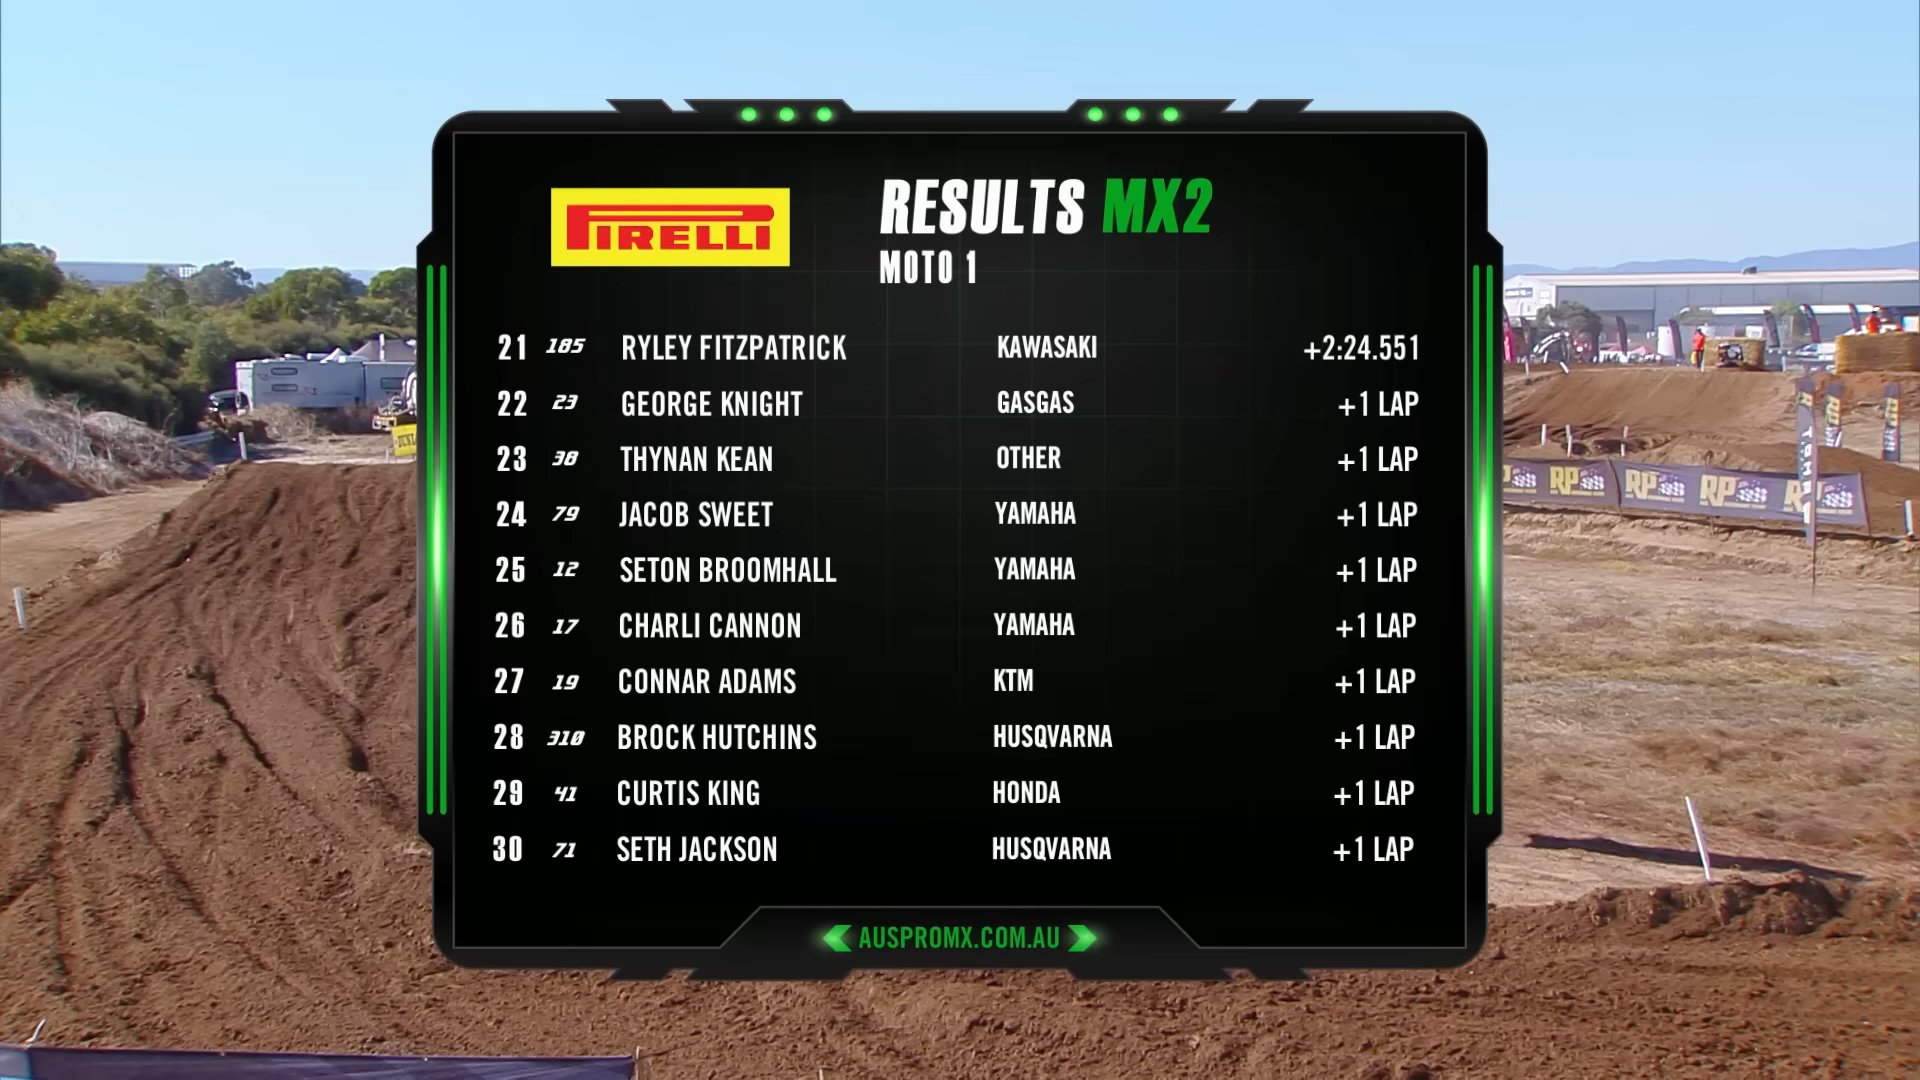 PIRELLI
RESULTS MX2
MOTO 1
21 185 RYLEY FITZPATRICK KAWASAKI +2:24.551
22 23 GEORGE KNIGHT GASGAS +1 LAP
23 38 THYNAN KEAN OTHER +1 LAP
24 79 JACOB SWEET YAMAHA +1 LAP
25 12 SETON BROOMHALL YAMAHA +1 LAP
26 17 CHARLI CANNON YAMAHA +1 LAP
27 19 CONNAR ADAMS KTM +1 LAP
28 310 BROCK HUTCHINS HUSQVARNA +1 LAP
29 41 CURTIS KING HONDA +1 LAP
30 71 SETH JACKSON HUSQVARNA +1 LAP
AUSPROMX.COM.AU
RP RP RP